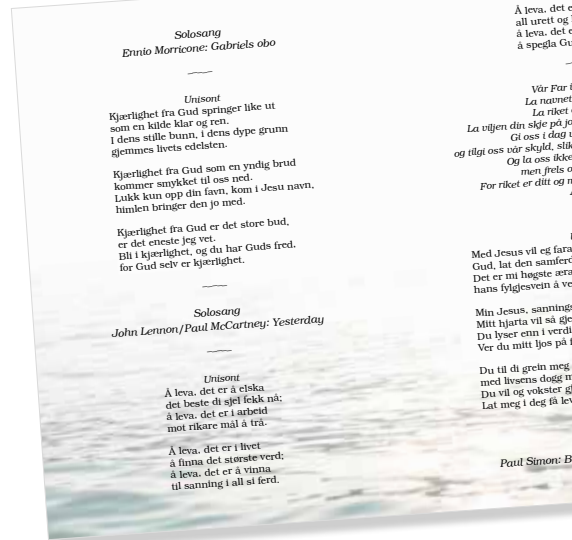 Solosang
Ennio Morricone: Gabriels obo
Unisont
Kjærlighet fra Gud springer like ut
som en kilde klar og ren.
I dens stille bunn, i dens dype grunn
gjemmes livets edelsten.
Kjærlighet fra Gud som en yndig brud
kommer smykket til oss ned.
Lukk kun opp din favn, kom i Jesu navn,
himlen bringer den jo med.
Kjærlighet fra Gud er det store bud,
er det eneste jeg vet.
Bli i kjærlighet, og du har Guds fred,
for Gud selv er kjærlighet.
Solosang
John Lennon/Paul McCartney: Yesterday
Unisont
Å leva, det er å elska
det beste di sjel fekk nå;
å leva, det er i arbeid
mot rikare mål å trå.
Å leva, det er i livet
å finna det største verd;
å leva, det er å vinna
til sanning i all si ferd.
Å leva, det e
all urett og
å leva, det e
å spegla Gu
Vår Far i
La navnet
La riket
La viljen din skje på jo
Gi oss i dag
og tilgi oss vår skyld, slik
Og la oss ikke
men frels o
For riket er ditt og m
Med Jesus vil eg fara
Gud, lat den samferd
Det er mi høgste æra
hans fylgjesvein å ve
Min Jesus, sannings
Mitt hjarta vil så gje
Du lyser enn i verdi
Ver du mitt ljos på
Du til di grein meg
med livsens dogg m
Du vil og vokster gj
Lat meg i deg få lev
Paul Simon: B